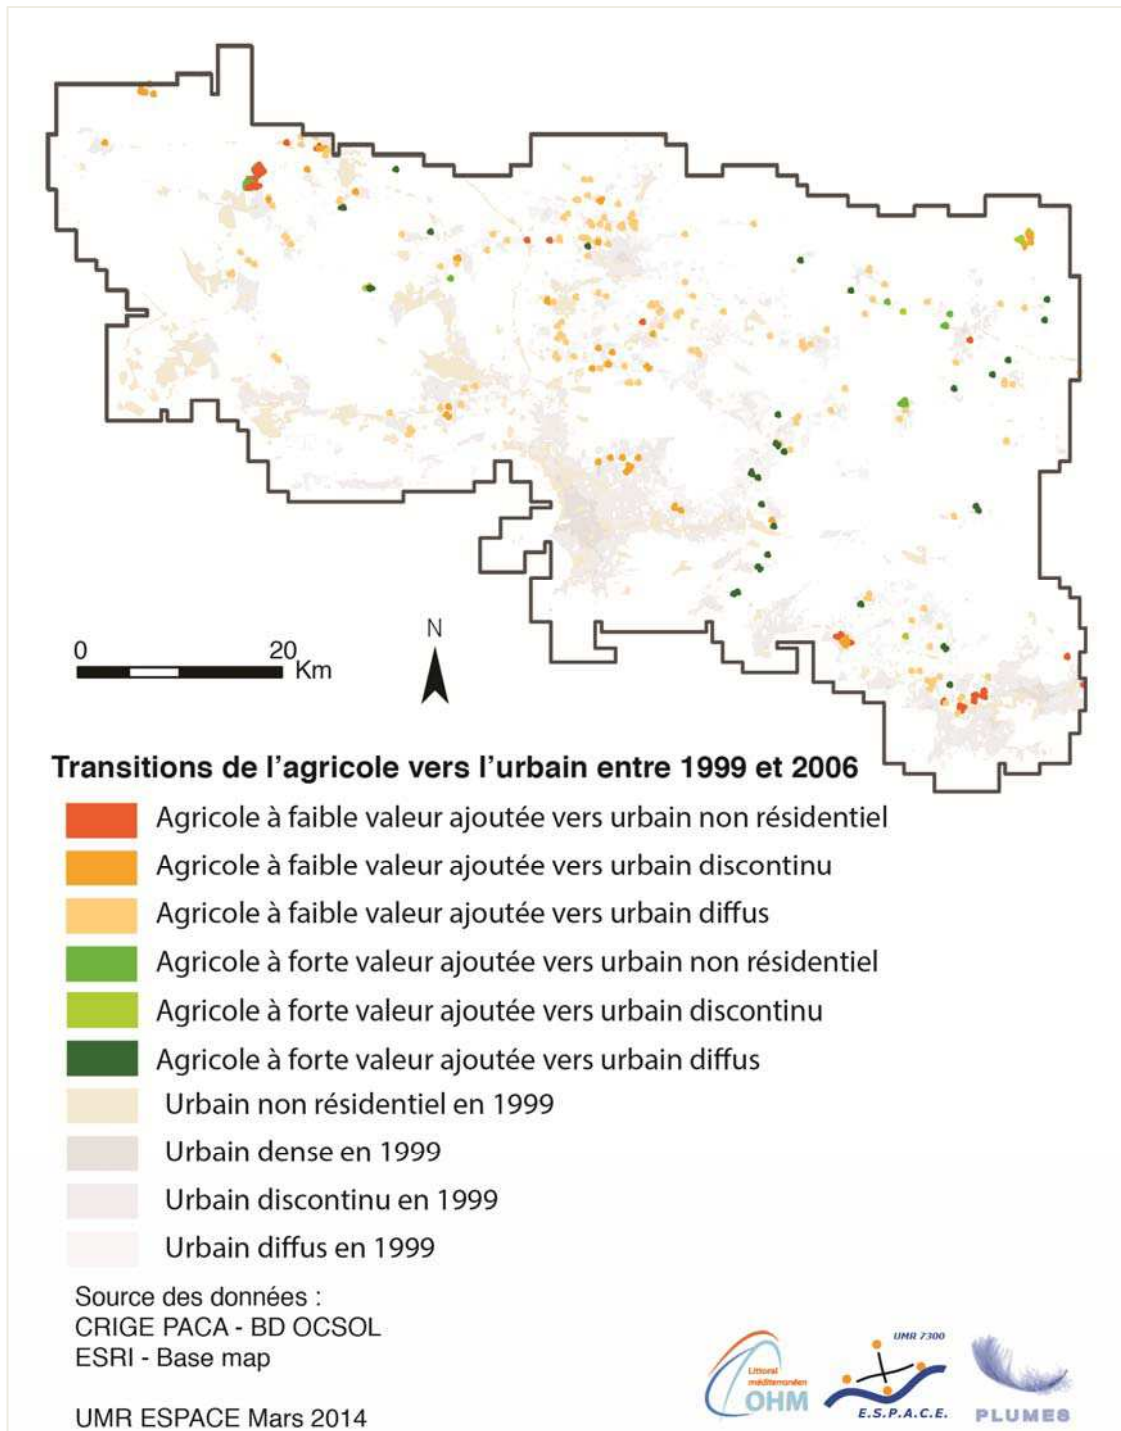 N
0 20
Km
Transitions de l'agricole vers l'urbain entre 1999 et 2006
Agricole à faible valeur ajoutée vers urbain non résidentiel
Agricole à faible valeur ajoutée vers urbain discontinu
Agricole à faible valeur ajoutée vers urbain diffus
Agricole à forte valeur ajoutée vers urbain non résidentiel
Agricole à forte valeur ajoutée vers urbain discontinu
Agricole à forte valeur ajoutée vers urbain diffus
Urbain non résidentiel en 1999
Urbain dense en 1999
Urbain discontinu en 1999
Urbain diffus en 1999
Source des données :
CRIGE PACA - BD OCSOL
ESRI - Base map
UMR ESPACE Mars 2014
Littoral
méditerranéen
OHM
UMR 7300
E.S.P.A.C.E.
PLUMES